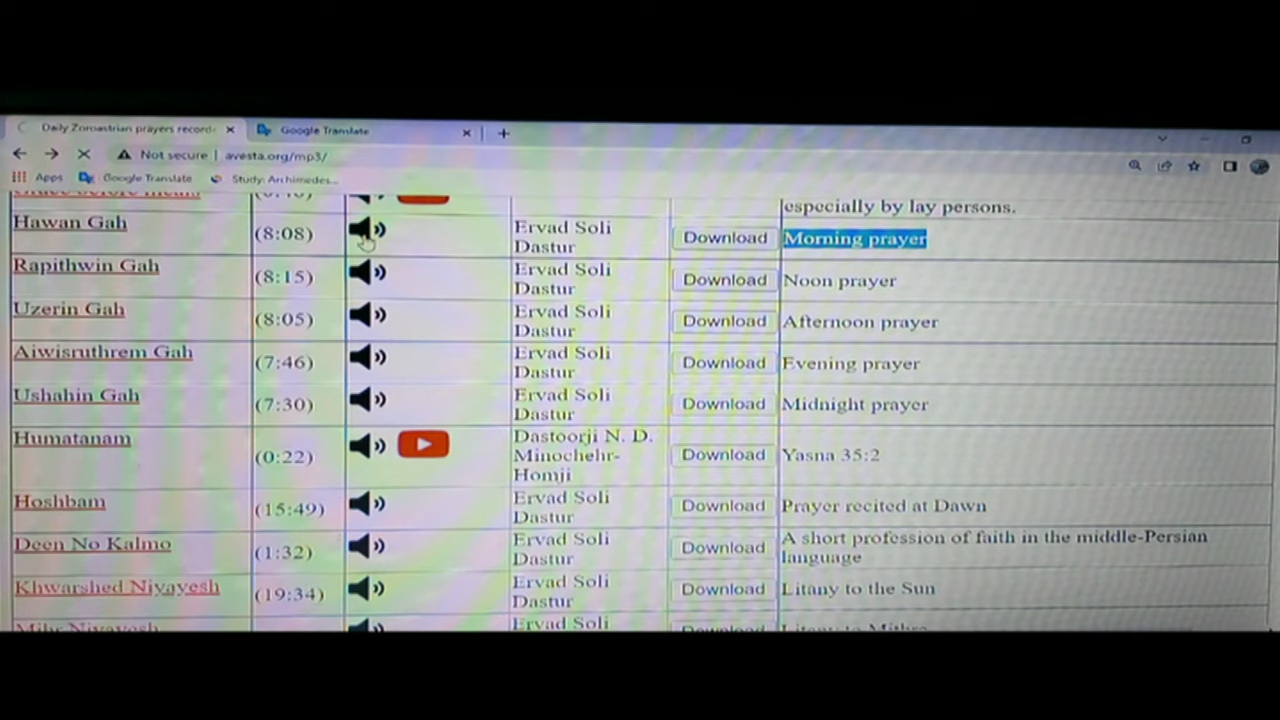 Daily Zoroastrian prayers record
Google Translate
Not secure | avesta.org/mp3/
Apps Google Translate Study: Archimedes...
especially by lay persons.
Hawan Gah (8:08) Ervad Soli Dastur Download Morning prayer
Rapithwin Gah (8:15) Ervad Soli Dastur Download Noon prayer
Uzerin Gah (8:05) Ervad Soli Dastur Download Afternoon prayer
Aiwisruthrem Gah (7:46) Ervad Soli Dastur Download Evening prayer
Ushahin Gah (7:30) Ervad Soli Dastur Download Midnight prayer
Humatanam (0:22) Dastoorji N. D. Minochehr-Homji Download Yasna 35:2
Hoshbam (15:49) Ervad Soli Dastur Download Prayer recited at Dawn
Deen No Kalmo (1:32) Ervad Soli Dastur Download A short profession of faith in the middle-Persian language
Khwarshed Niyayesh (19:34) Ervad Soli Dastur Download Litany to the Sun
Mihr Niyayesh Ervad Soli Download Litany to Mithra